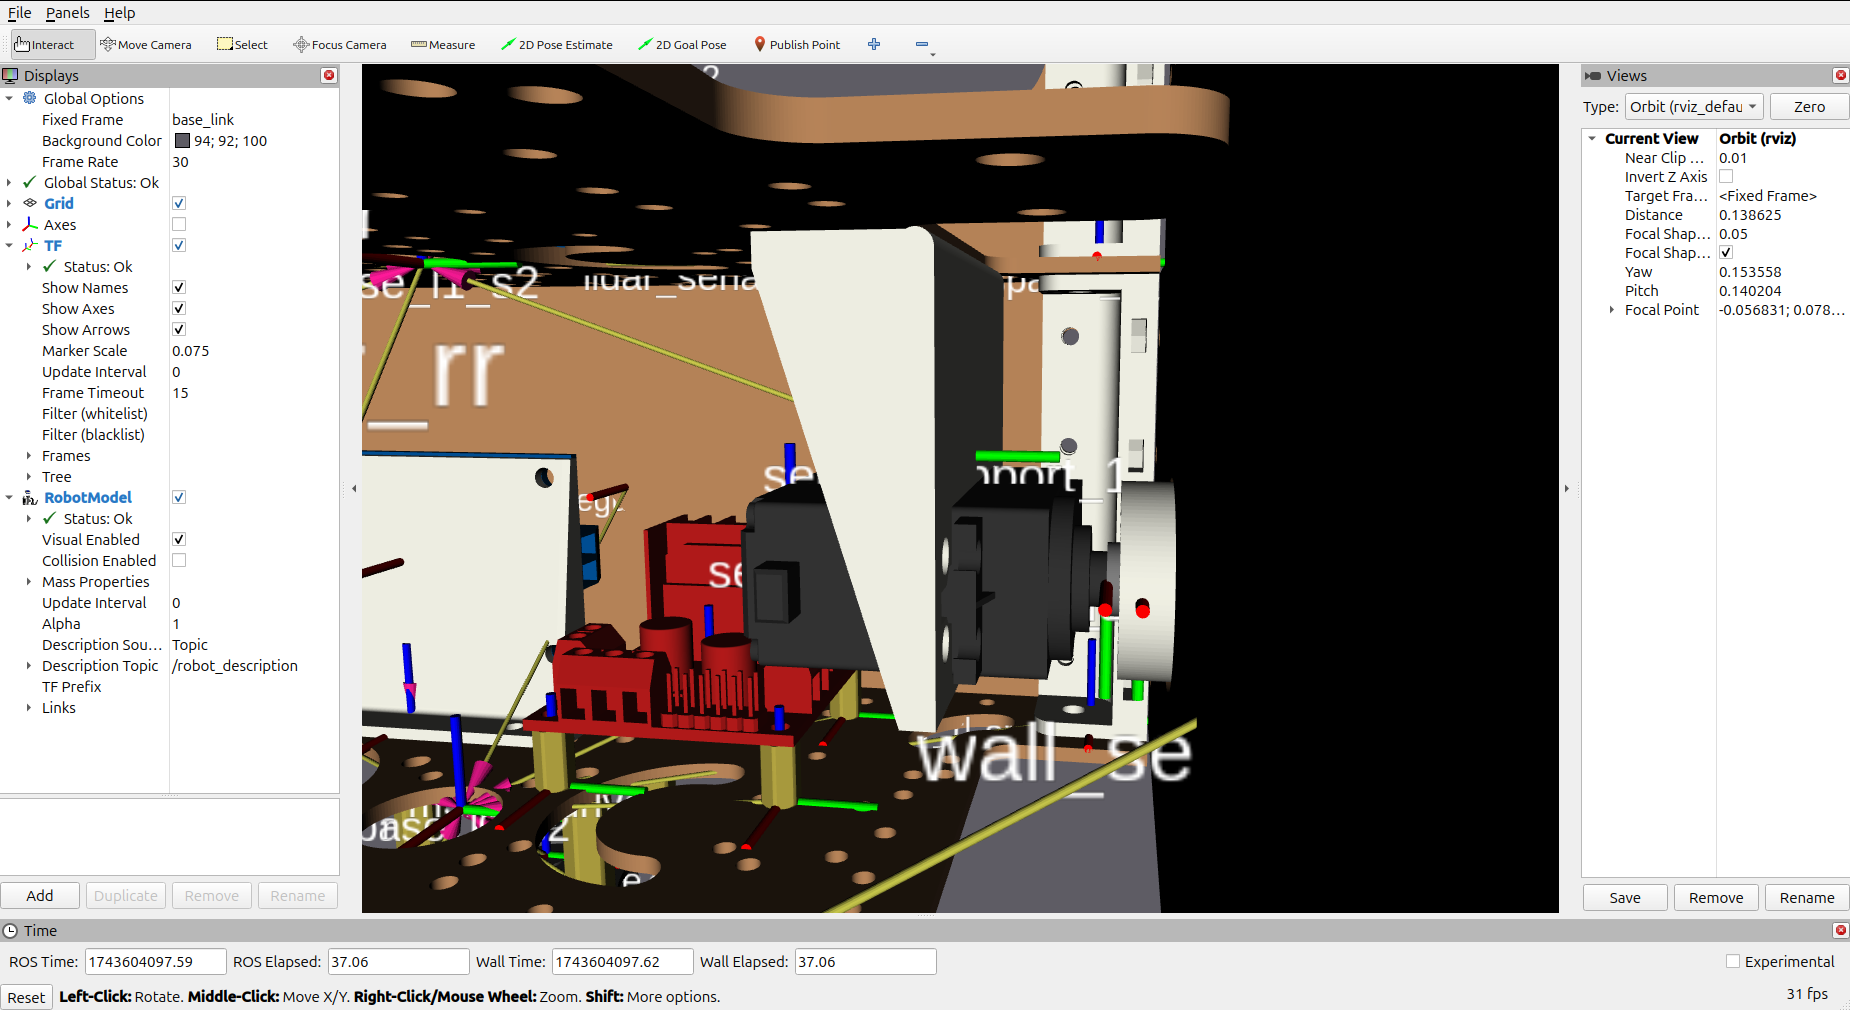 File Panels Help
Interact Move Camera Select Focus Camera Measure 2D Pose Estimate 2D Goal Pose Publish Point
Displays
Global Options
Fixed Frame base_link
Background Color 94; 92; 100
Frame Rate 30
Global Status: Ok
Grid
Axes
TF
Status: Ok
Show Names
Show Axes
Show Arrows
Marker Scale 0.075
Update Interval 0
Frame Timeout 15
Filter (whitelist)
Filter (blacklist)
Frames
Tree
RobotModel
Status: Ok
Visual Enabled
Collision Enabled
Mass Properties
Update Interval 0
Alpha 1
Description Sou... Topic
Description Topic /robot_description
TF Prefix
Links
Add Duplicate Remove Rename
2
se_l1_s2
_rr
se
port_1
se
wall_se
2
Views
Type: Orbit (rviz_defau Zero
Current View Orbit (rviz)
Near Clip ... 0.01
Invert Z Axis
Target Fra... <Fixed Frame>
Distance 0.138625
Focal Shap... 0.05
Focal Shap...
Yaw 0.153558
Pitch 0.140204
Focal Point -0.056831; 0.078...
Save Remove Rename
Time
ROS Time: 1743604097.59 ROS Elapsed: 37.06 Wall Time: 1743604097.62 Wall Elapsed: 37.06 Experimental
Reset Left-Click: Rotate. Middle-Click: Move X/Y. Right-Click/Mouse Wheel: Zoom. Shift: More options. 31 fps